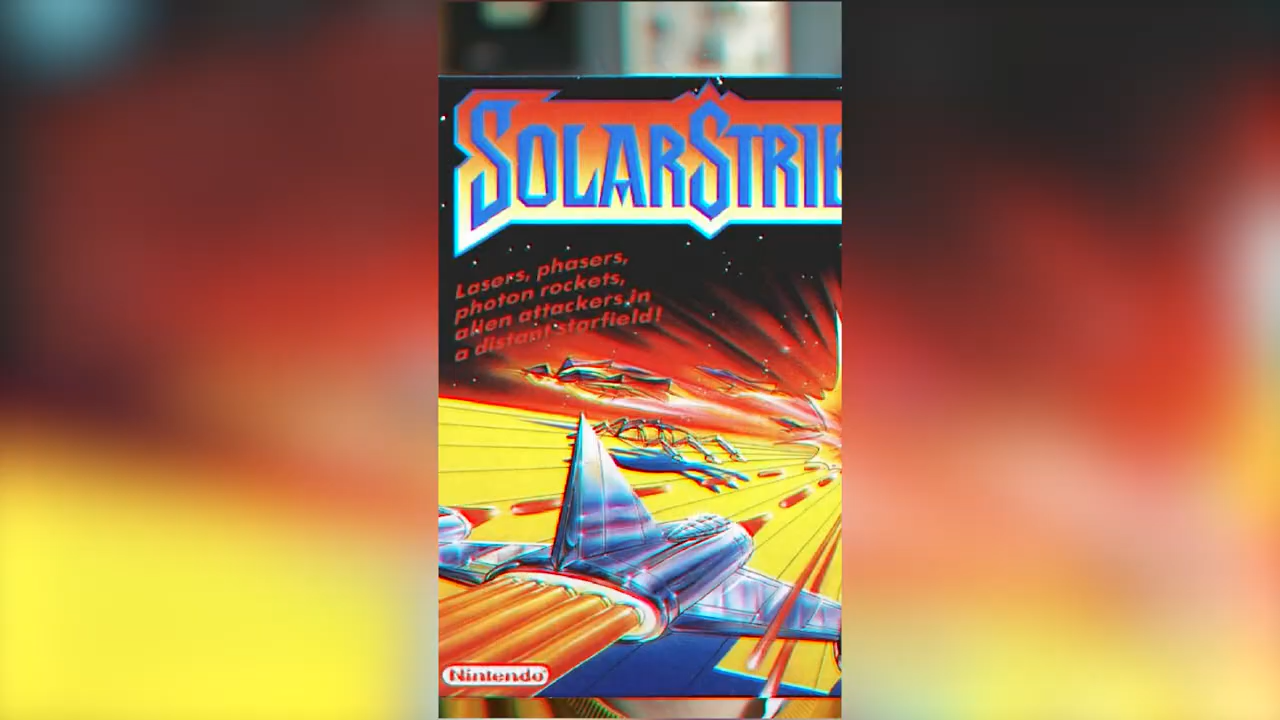 SOLARSTRI
Lasers, phasers,
photon rockets,
alien attackers in
a distant starfield!
Nintendo